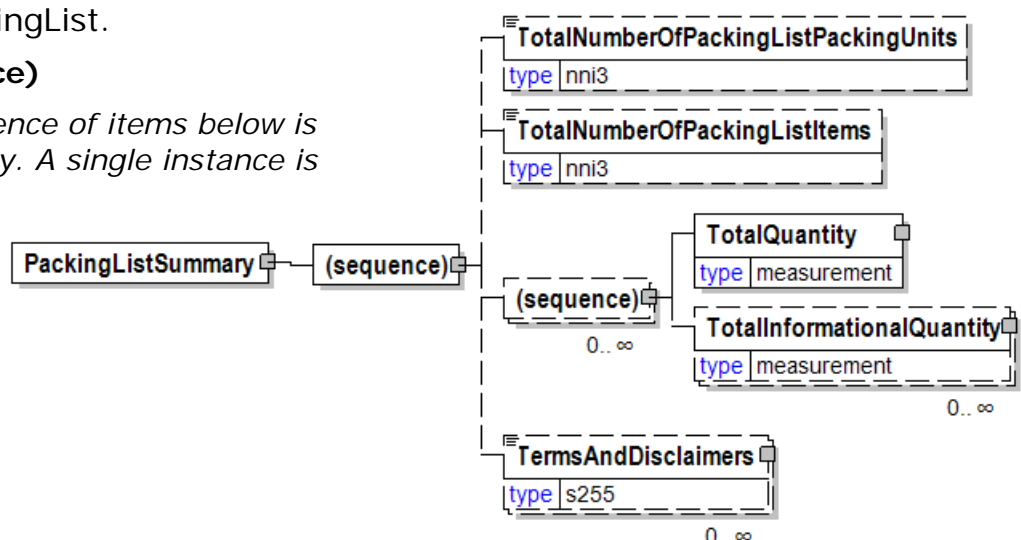 ingList.
ce)
ence of items below is
y. A single instance is
TotalNumberOfPackingListPackingUnits
type nni3
TotalNumberOfPackingListItems
type nni3
PackingListSummary
(sequence)
(sequence)
0.. ∞
TotalQuantity
type measurement
TotalInformationalQuantity
type measurement
0.. ∞
TermsAndDisclaimers
type s255
0.. ∞